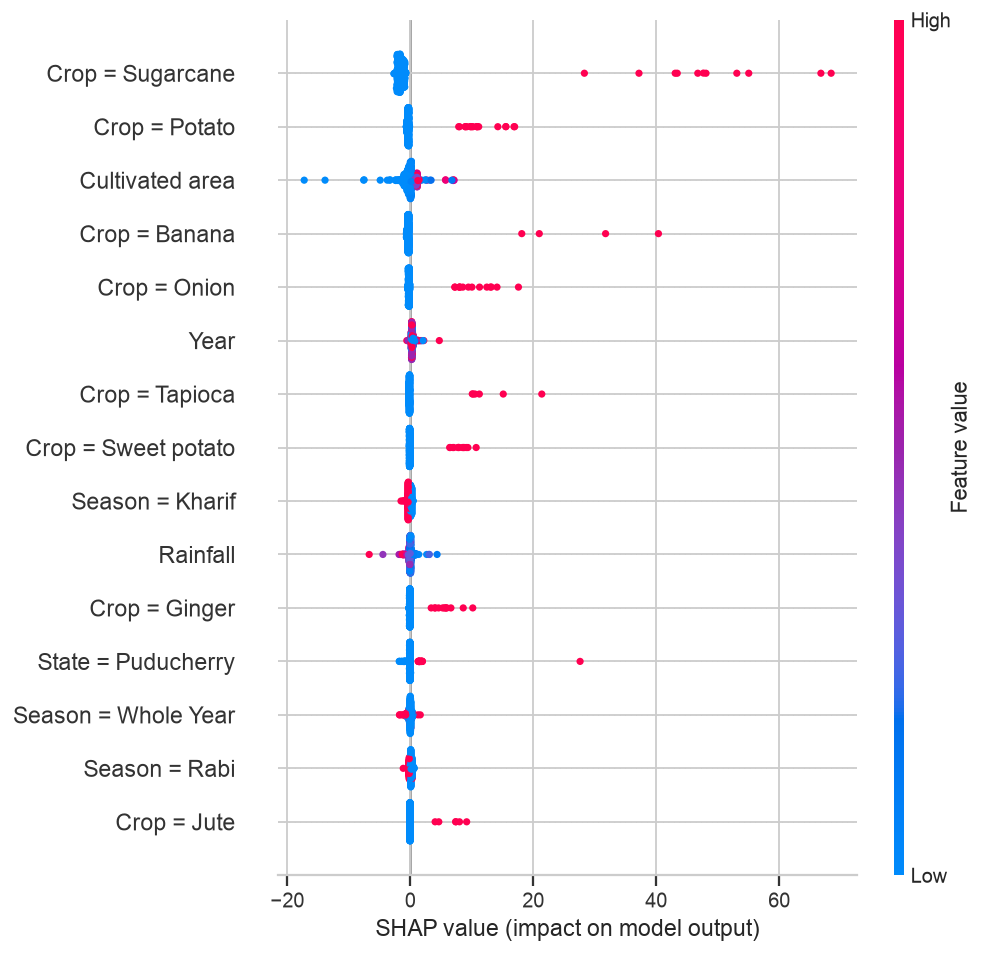 High
Crop = Sugarcane
Crop = Potato
Cultivated area
Crop = Banana
Crop = Onion
Year
Crop = Tapioca
Crop = Sweet potato
Season = Kharif
Rainfall
Crop = Ginger
State = Puducherry
Season = Whole Year
Season = Rabi
Crop = Jute
Feature value
Low
−20 0 20 40 60
SHAP value (impact on model output)